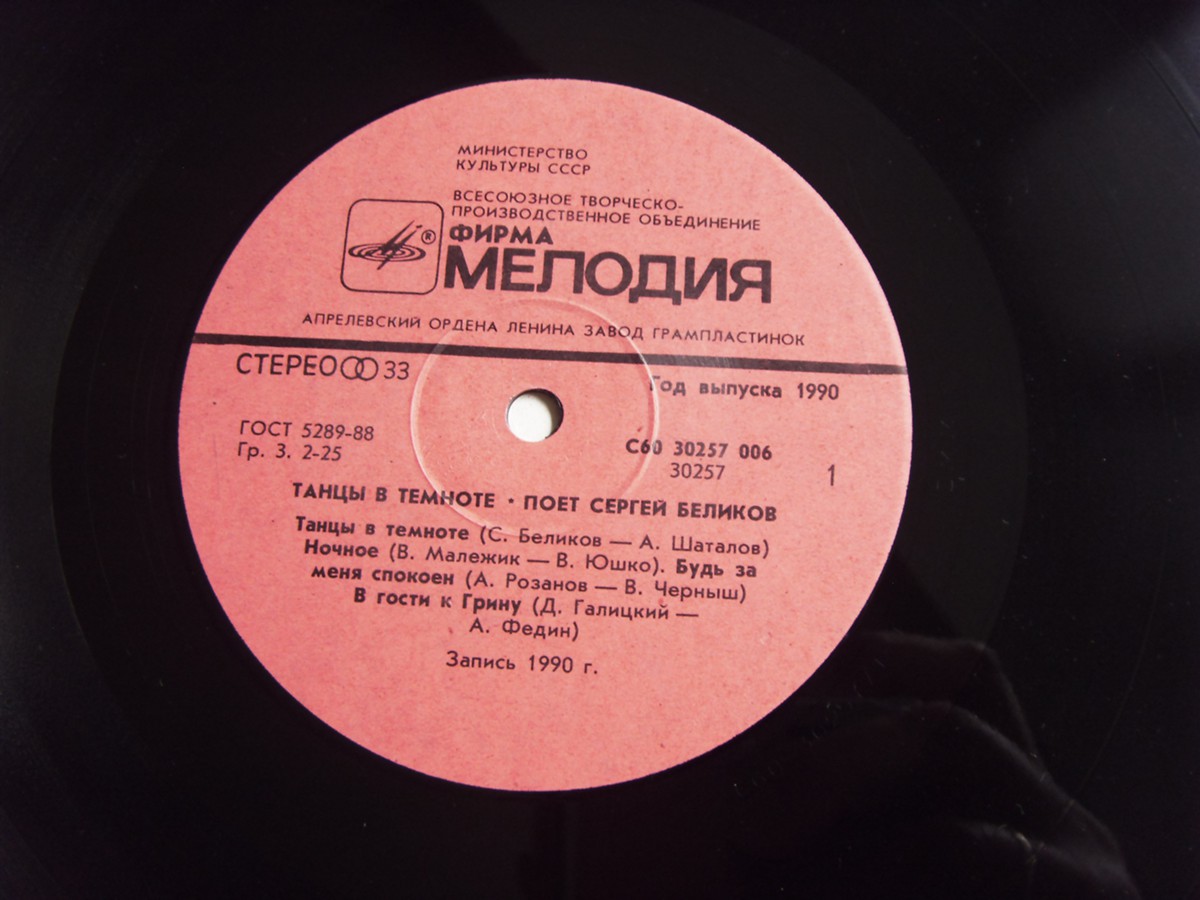 МИНИСТЕРСТВО
КУЛЬТУРЫ СССР
ВСЕСОЮЗНОЕ ТВОРЧЕСКО-
ПРОИЗВОДСТВЕННОЕ ОБЪЕДИНЕНИЕ
®
ФИРМА
МЕЛОДИЯ
АПРЕЛЕВСКИЙ ОРДЕНА ЛЕНИНА ЗАВОД ГРАМПЛАСТИНОК
СТЕРЕО 33
Год выпуска 1990
ГОСТ 5289-88
Гр. 3. 2-25
С60 30257 006
30257
1
ТАНЦЫ В ТЕМНОТЕ • ПОЕТ СЕРГЕЙ БЕЛИКОВ
Танцы в темноте (С. Беликов — А. Шаталов)
Ночное (В. Малежик — В. Юшко). Будь за
меня спокоен (А. Розанов — В. Черныш)
В гости к Грину (Д. Галицкий —
А. Федин)
Запись 1990 г.